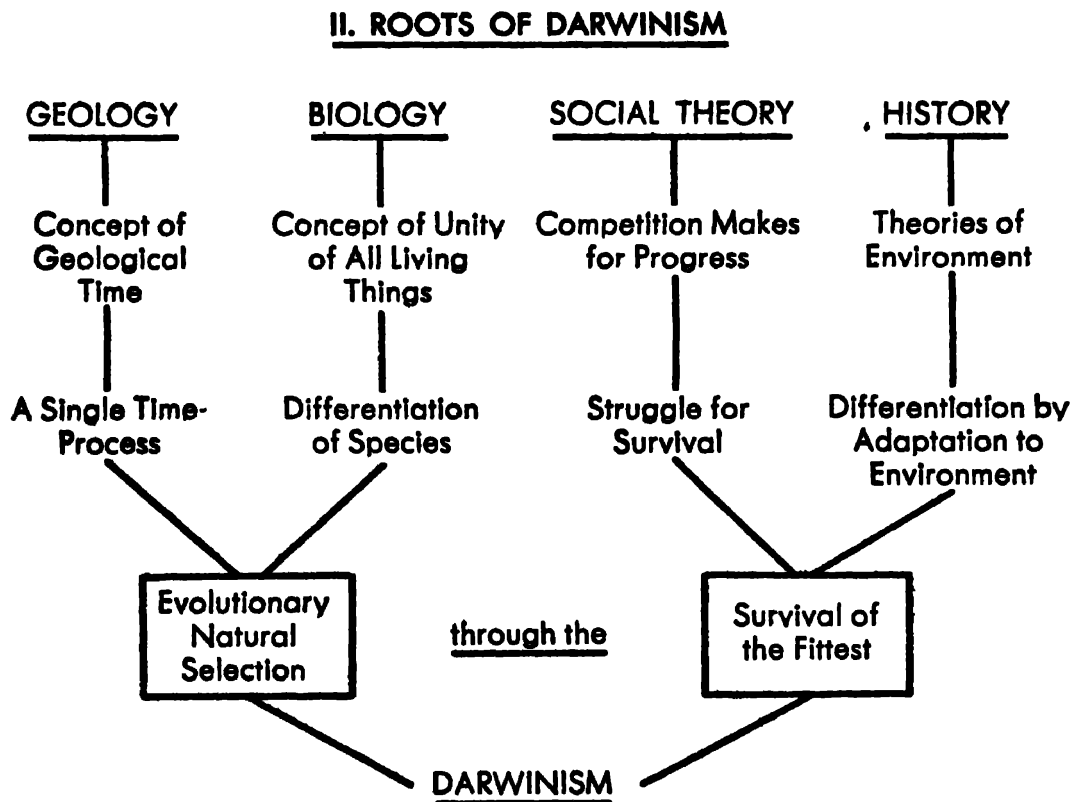 II. ROOTS OF DARWINISM
GEOLOGY
BIOLOGY
SOCIAL THEORY
HISTORY
Concept of
Geological
Time
Concept of Unity
of All Living
Things
Competition Makes
for Progress
Theories of
Environment
A Single Time-
Process
Differentiation
of Species
Struggle for
Survival
Differentiation by
Adaptation to
Environment
Evolutionary
Natural
Selection
through the
Survival of
the Fittest
DARWINISM